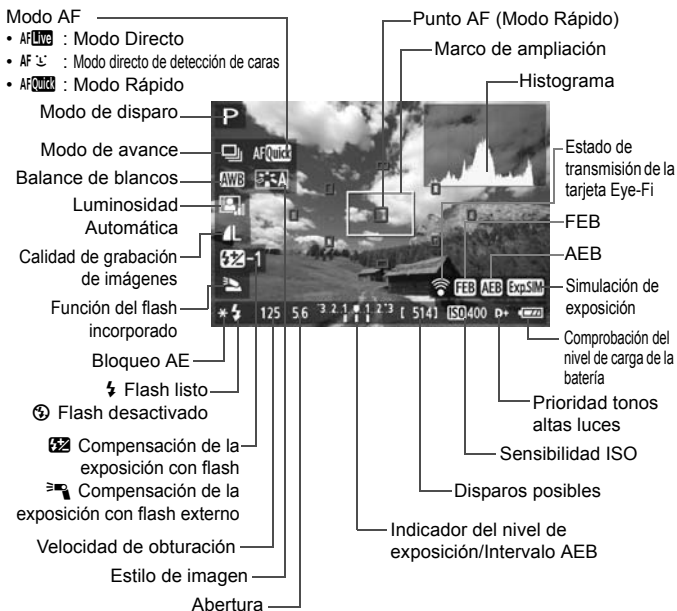 Modo AF
• AF Live : Modo Directo
• AF : Modo directo de detección de caras
• AF Quick : Modo Rápido
Modo de disparo
Modo de avance
Balance de blancos
Luminosidad
Automática
Calidad de grabación
de imágenes
Función del flash
incorporado
Bloqueo AE
Flash listo
Flash desactivado
Compensación de la
exposición con flash
Compensación de la
exposición con flash externo
Velocidad de obturación
Estilo de imagen
Abertura
Punto AF (Modo Rápido)
Marco de ampliación
Histograma
Estado de
transmisión de la
tarjeta Eye-Fi
FEB
AEB
Simulación de
exposición
Comprobación del
nivel de carga de la
batería
Prioridad tonos
altas luces
Sensibilidad ISO
Disparos posibles
Indicador del nivel de
exposición/Intervalo AEB
P
AF Quick
AWB A
L
-1
FEB AEB Exp.SIM
* 125 5.6 3.2.1.1.2.3 [ 514] ISO 400 D+